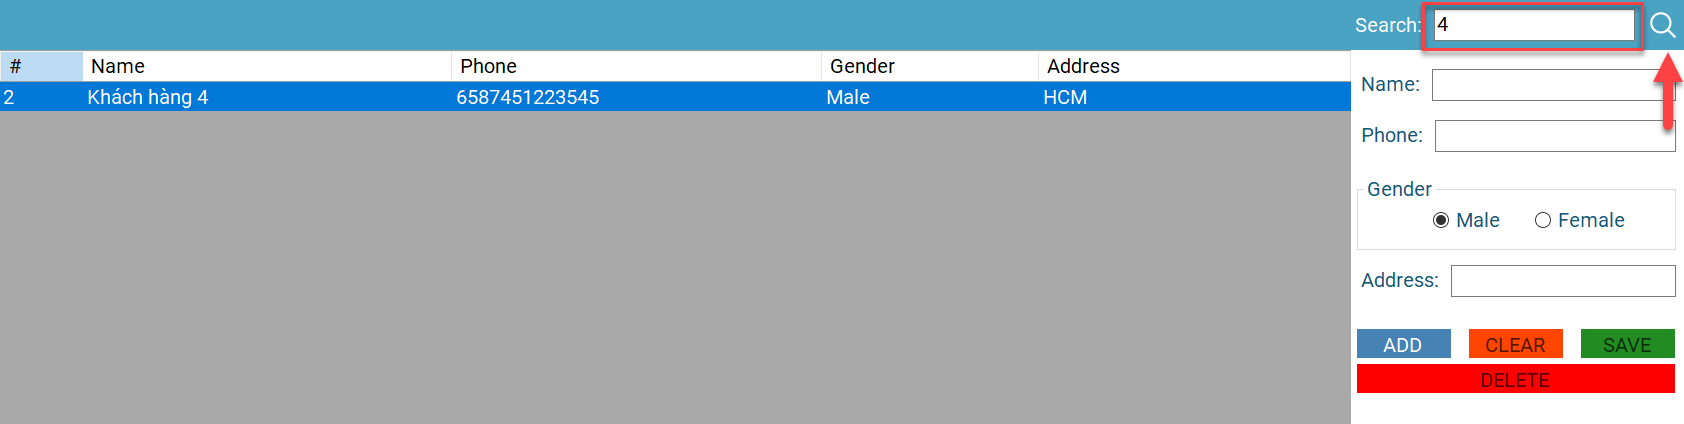 Search: 4
# Name Phone Gender Address
2 Khách hàng 4 6587451223545 Male HCM
Name:
Phone:
Gender
Male Female
Address:
ADD CLEAR SAVE
DELETE